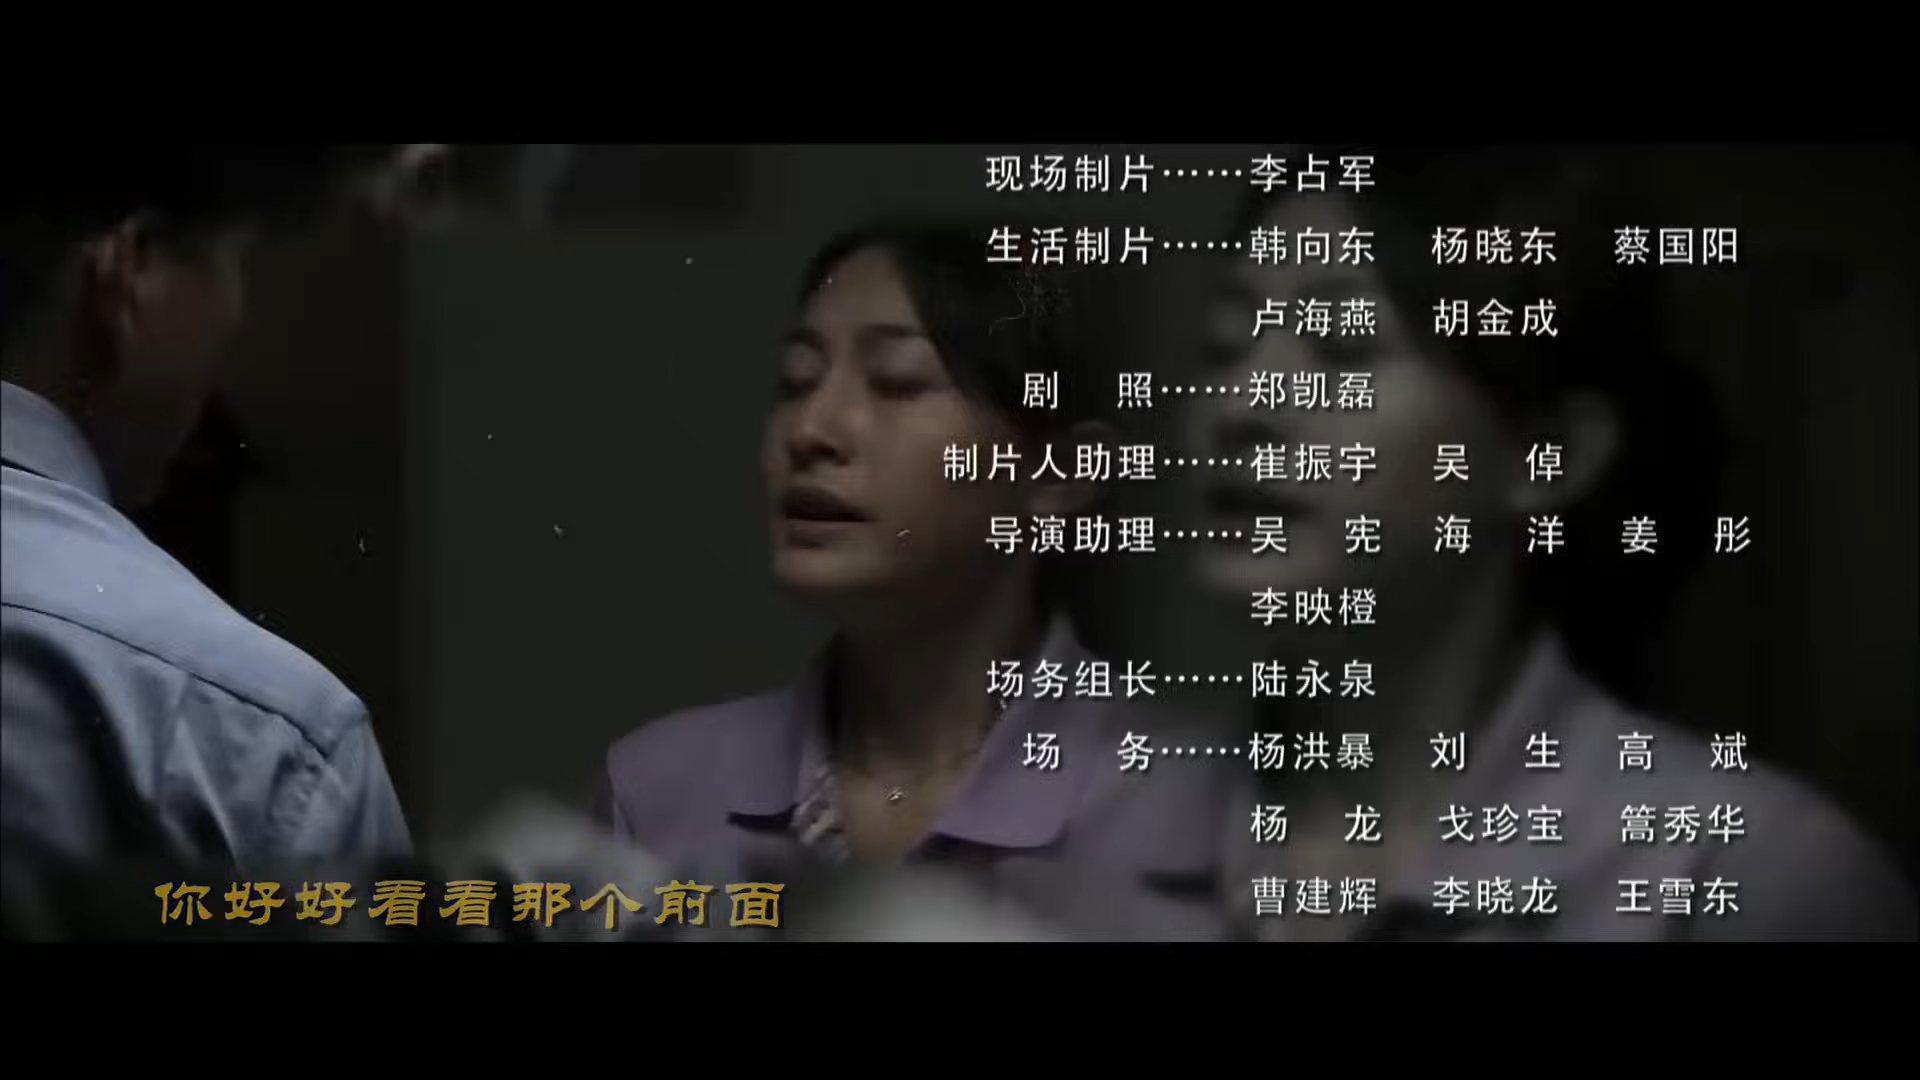 现场制片……李占军
生活制片……韩向东 杨晓东 蔡国阳
卢海燕 胡金成
剧 照……郑凯磊
制片人助理……崔振宇 吴 倬
导演助理……吴 宪 海 洋 姜 彤
李映橙
场务组长……陆永泉
场 务……杨洪暴 刘 生 高 斌
杨 龙 戈珍宝 篙秀华
曹建辉 李晓龙 王雪东
你好好看看那个前面